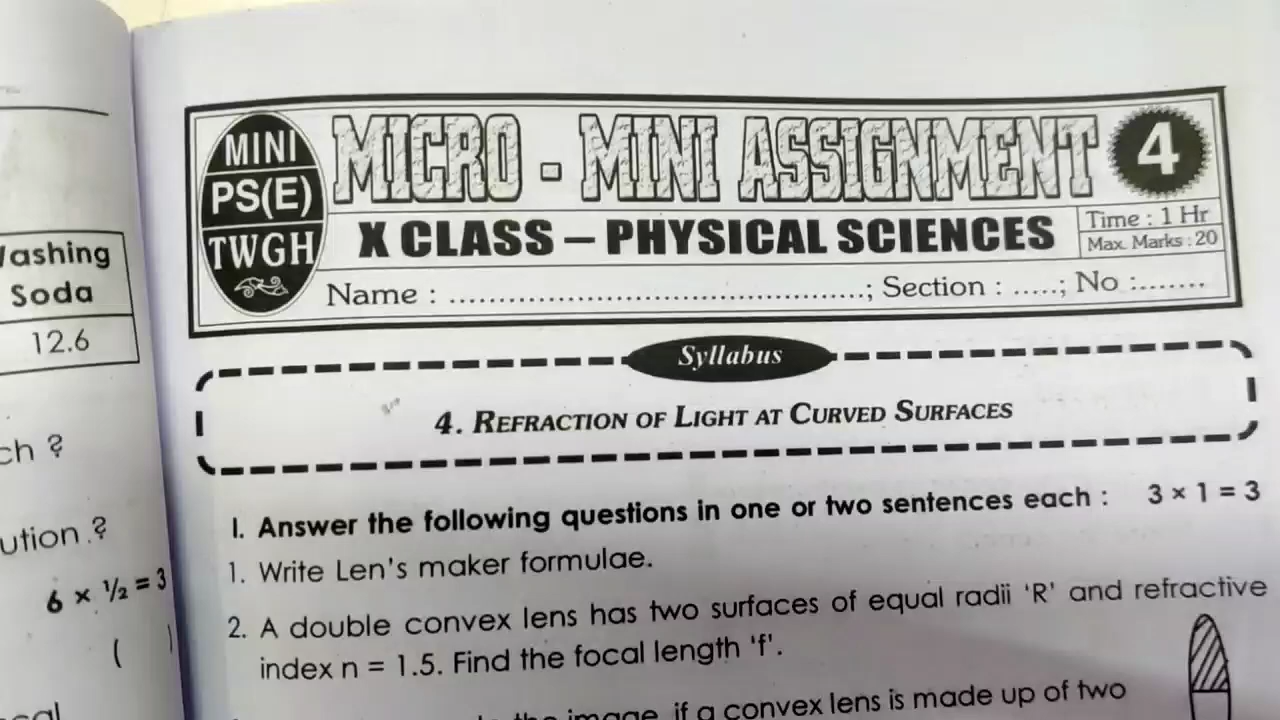 ashing
Soda
12.6
ch ?
ution ?
6 × ½ = 3
(      )
MINI
PS(E)
TWGH
MICRO - MINI ASSIGNMENT
4
X CLASS – PHYSICAL SCIENCES
Time : 1 Hr
Max. Marks : 20
Name : ..............................................; Section : .....; No :.......
Syllabus
4. REFRACTION OF LIGHT AT CURVED SURFACES
I. Answer the following questions in one or two sentences each : 3 × 1 = 3
1. Write Len's maker formulae.
2. A double convex lens has two surfaces of equal radii 'R' and refractive
index n = 1.5. Find the focal length 'f'.
the image, if a convex lens is made up of two